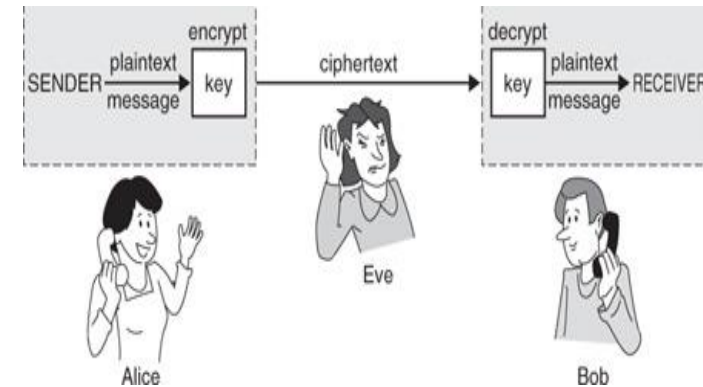 encrypt
decrypt
SENDER
plaintext
message
key
ciphertext
key
plaintext
message
RECEIVER
Eve
Alice
Bob